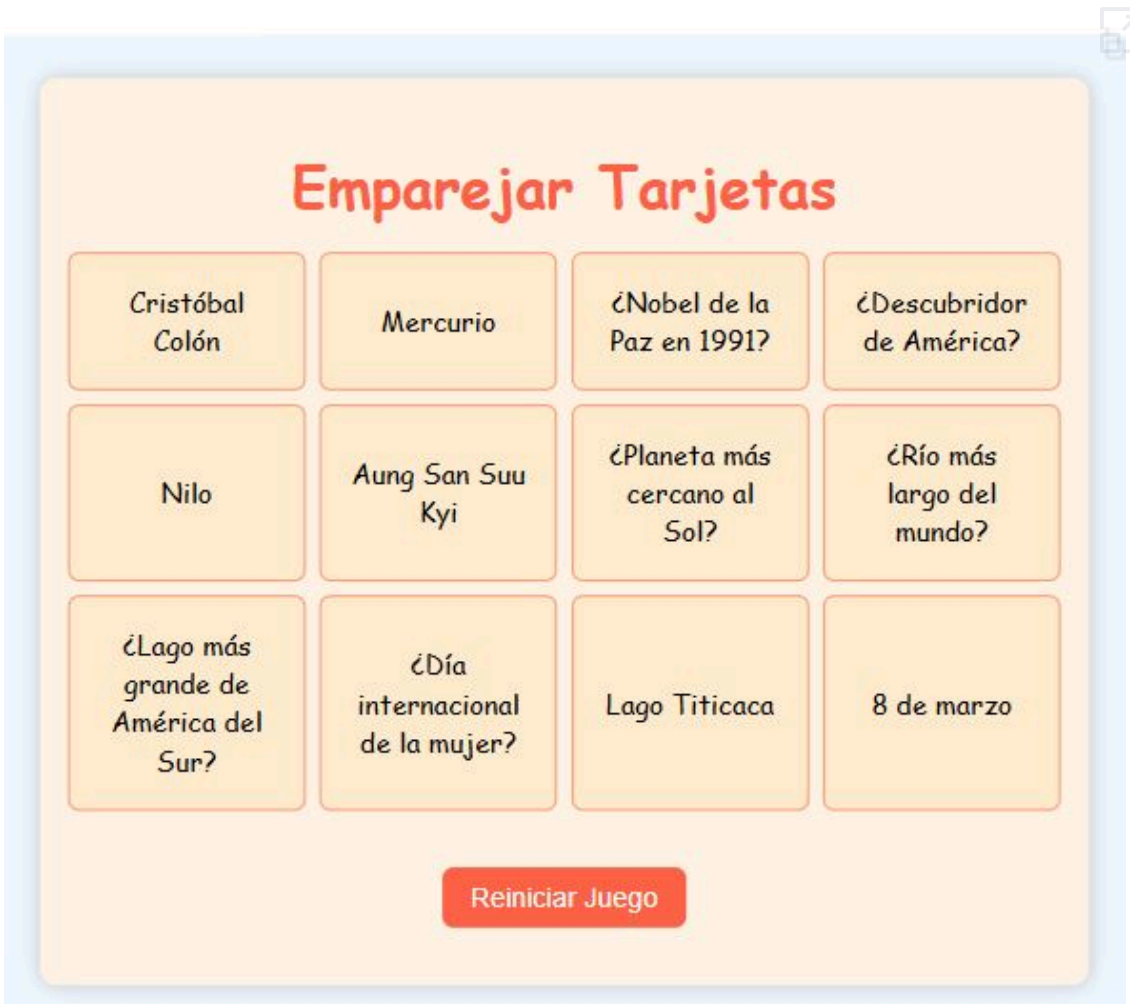 Emparejar Tarjetas
Cristóbal
Colón
Mercurio
¿Nobel de la
Paz en 1991?
¿Descubridor
de América?
Nilo
Aung San Suu
Kyi
¿Planeta más
cercano al
Sol?
¿Río más
largo del
mundo?
¿Lago más
grande de
América del
Sur?
¿Día
internacional
de la mujer?
Lago Titicaca
8 de marzo
Reiniciar Juego